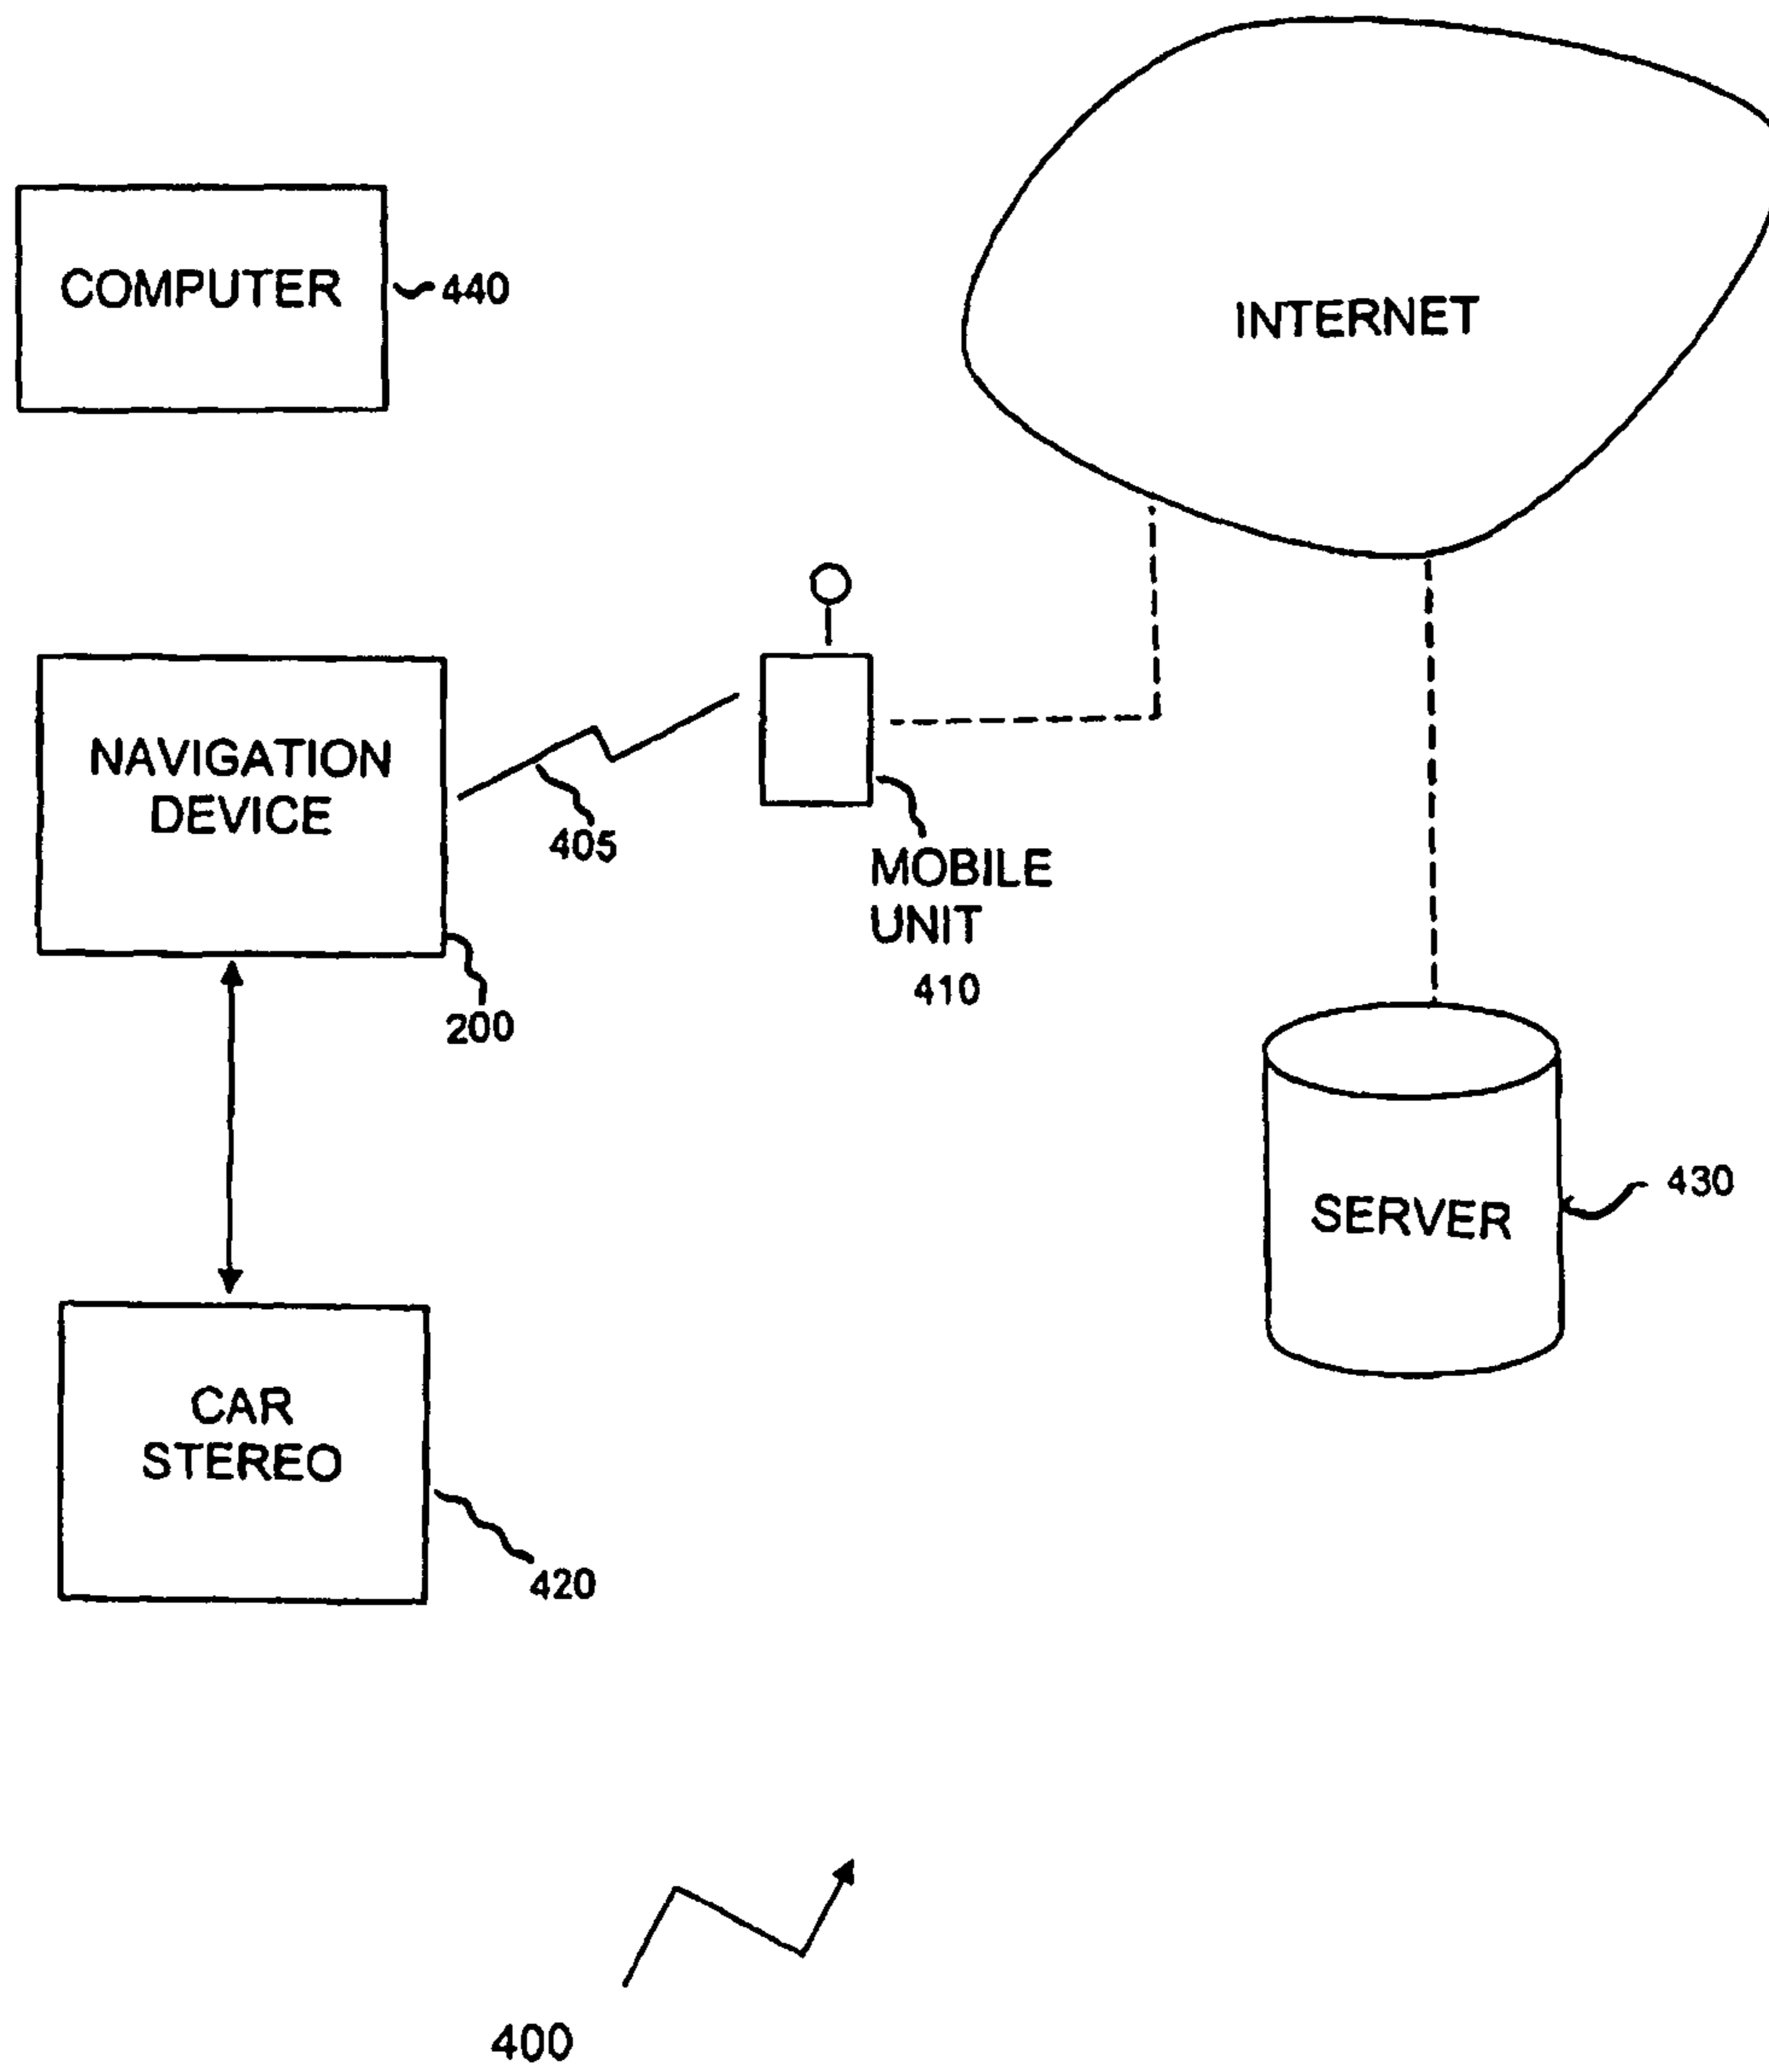 COMPUTER
440
INTERNET
NAVIGATION
DEVICE
405
MOBILE
UNIT
410
200
SERVER
430
CAR
STEREO
420
400